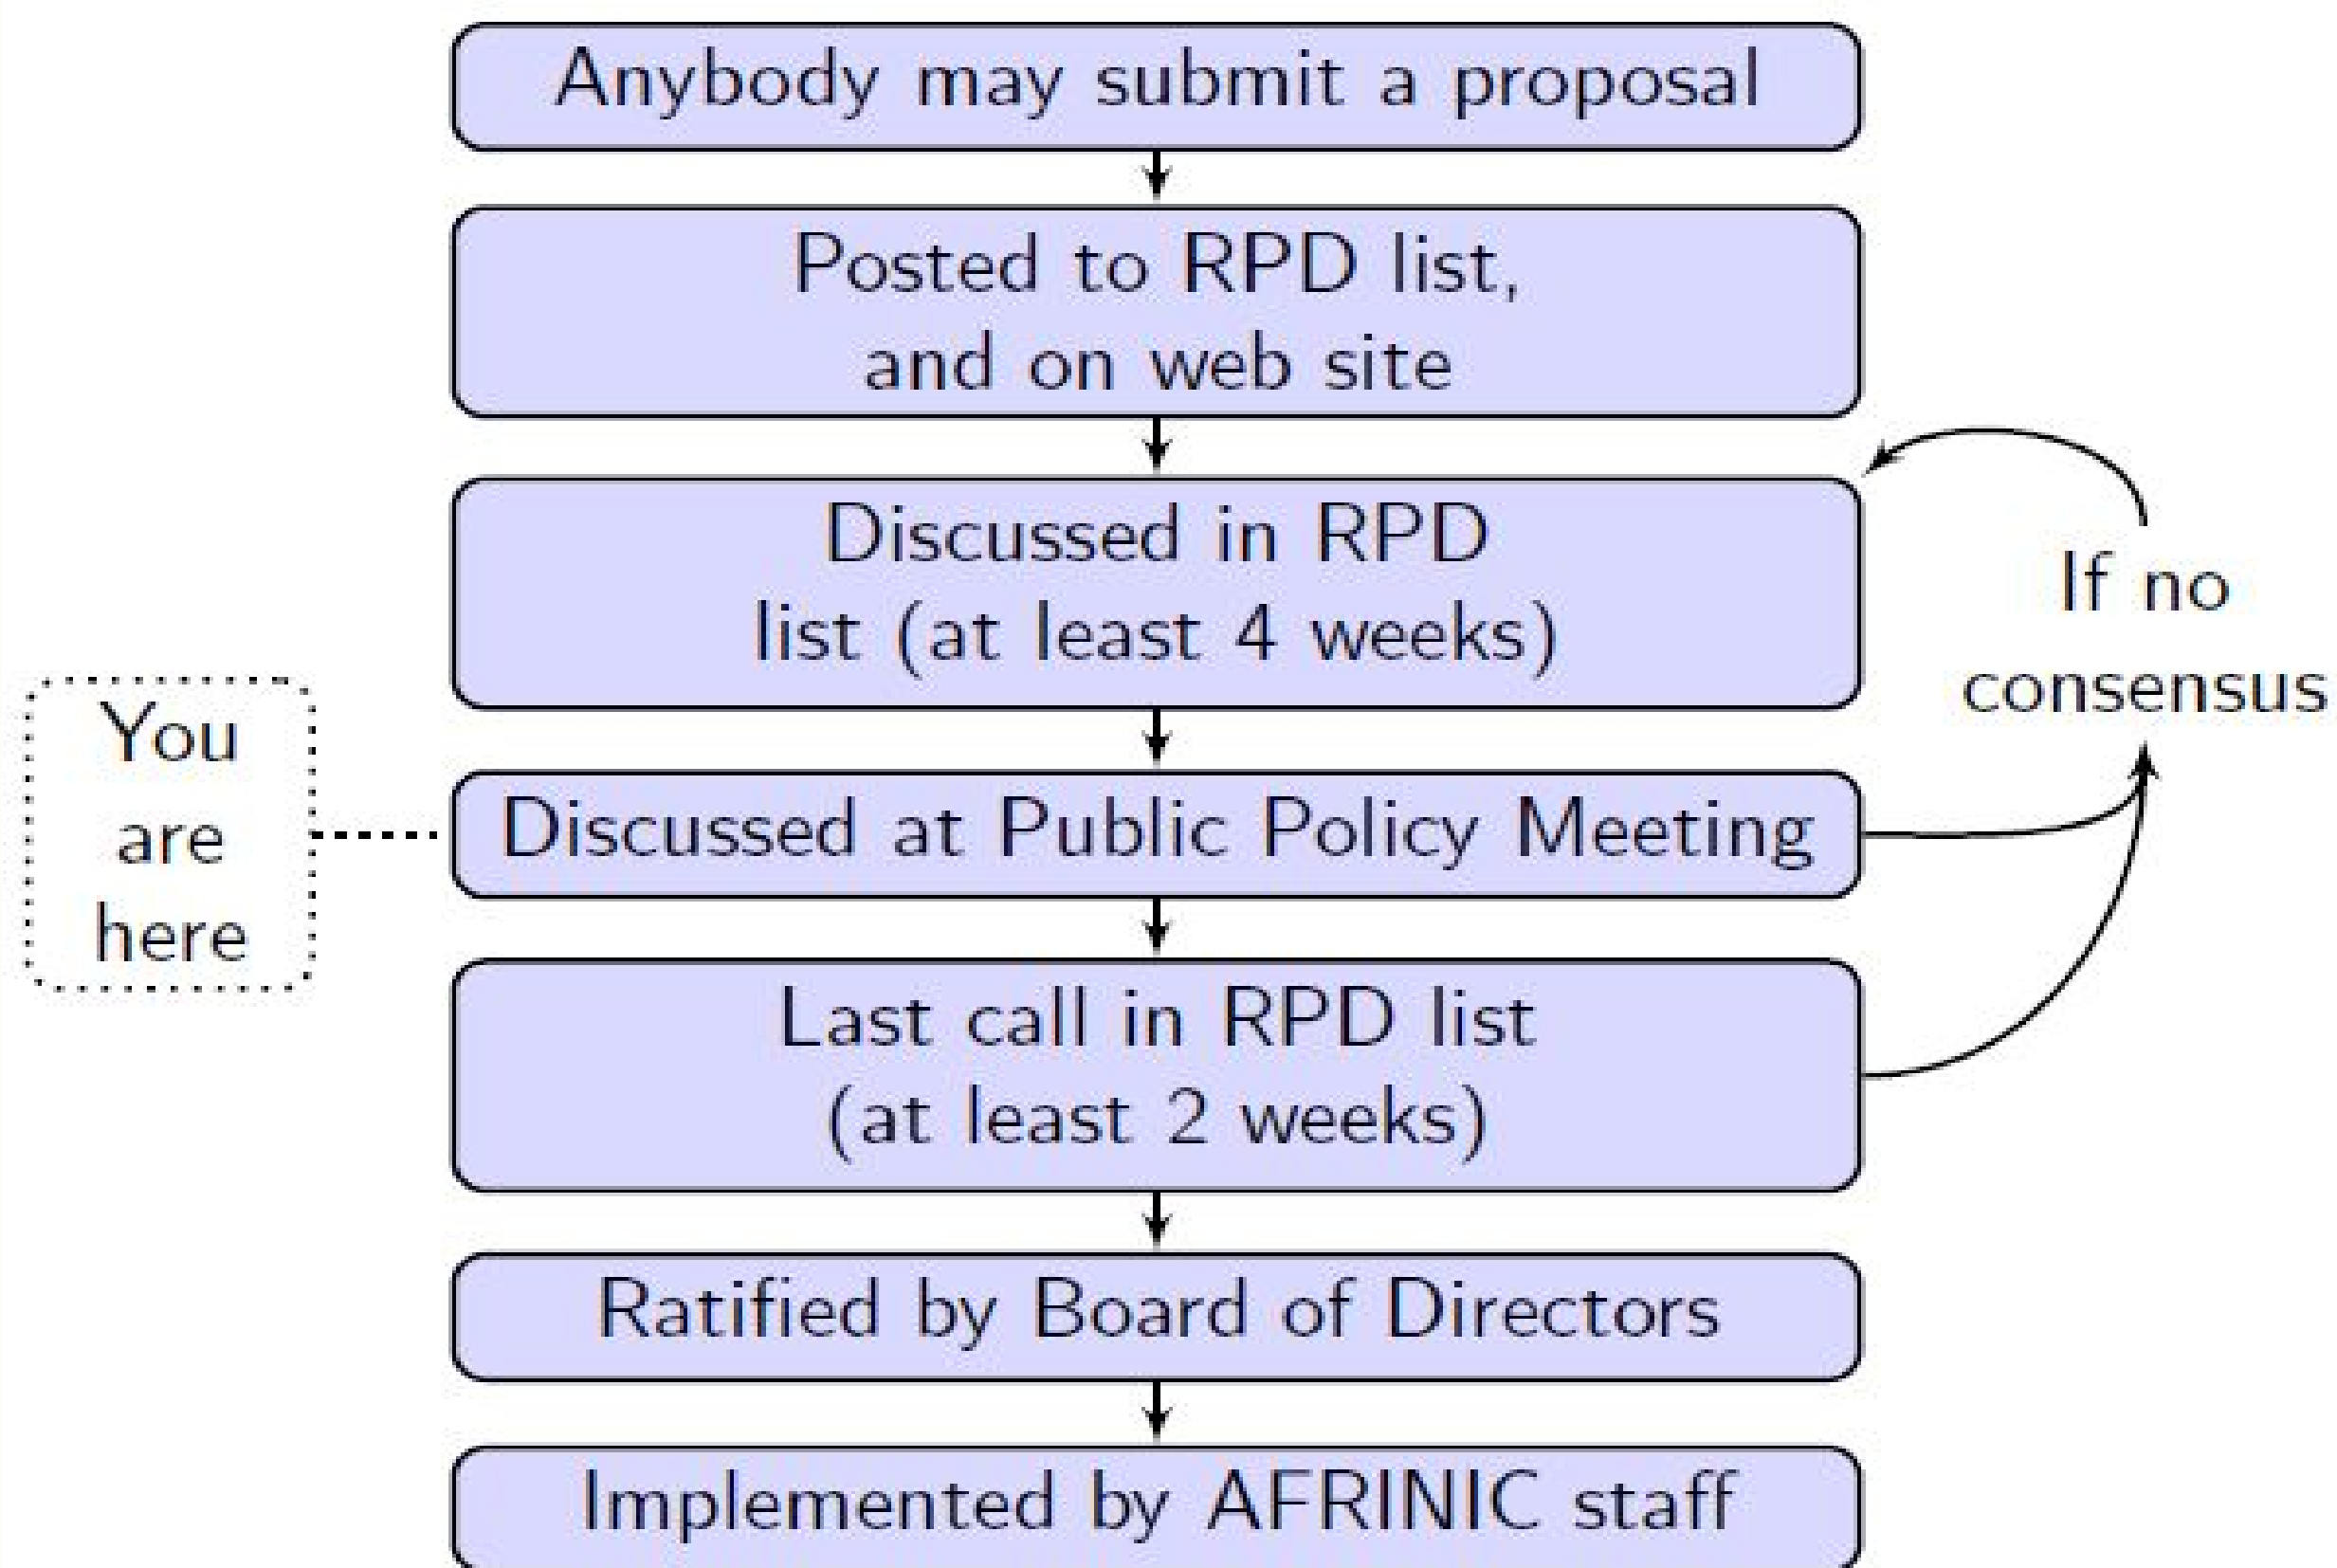 Anybody may submit a proposal
Posted to RPD list,
and on web site
Discussed in RPD
list (at least 4 weeks)
If no
consensus
You
are
here
Discussed at Public Policy Meeting
Last call in RPD list
(at least 2 weeks)
Ratified by Board of Directors
Implemented by AFRINIC staff